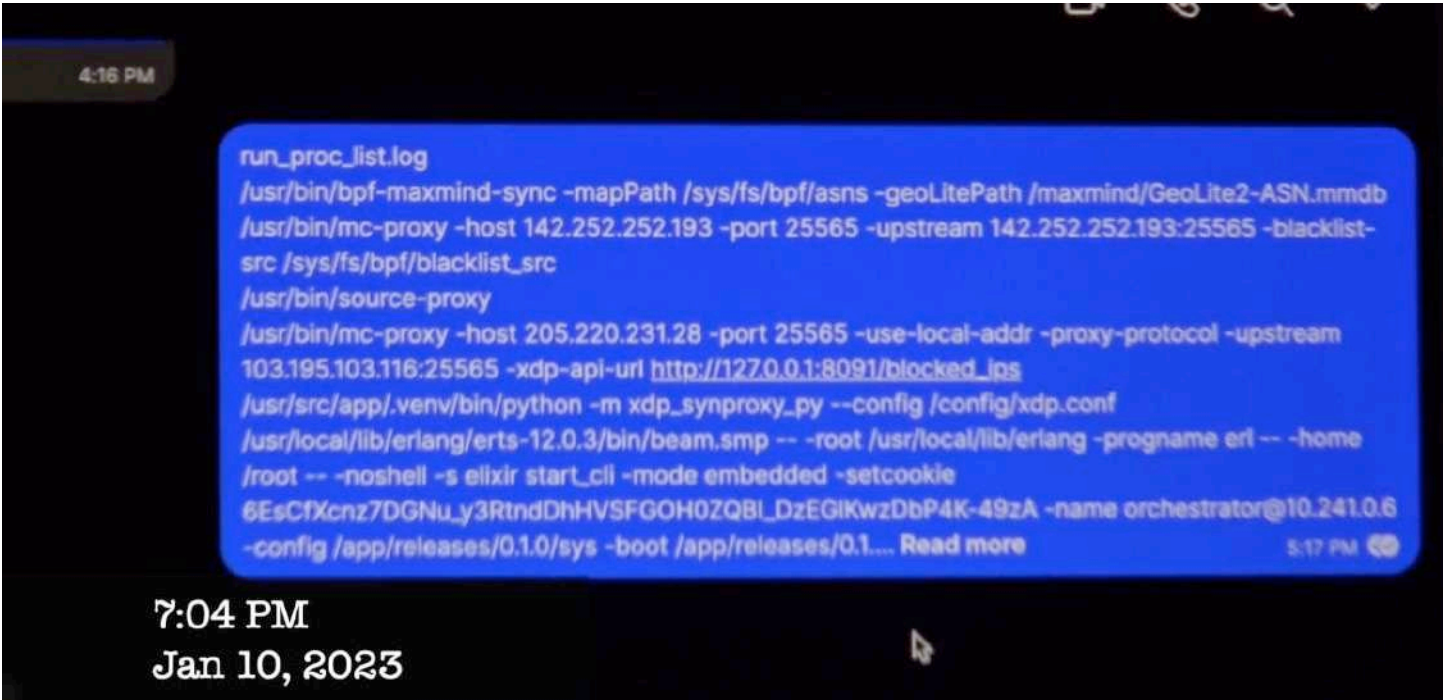 4:16 PM
run_proc_list.log
/usr/bin/bpf-maxmind-sync -mapPath /sys/fs/bpf/asns -geoLitePath /maxmind/GeoLite2-ASN.mmdb
/usr/bin/mc-proxy -host 142.252.252.193 -port 25565 -upstream 142.252.252.193:25565 -blacklist-
src /sys/fs/bpf/blacklist_src
/usr/bin/source-proxy
/usr/bin/mc-proxy -host 205.220.231.28 -port 25565 -use-local-addr -proxy-protocol -upstream
103.195.103.116:25565 -xdp-api-url http://127.0.0.1:8091/blocked_ips
/usr/src/app/.venv/bin/python -m xdp_synproxy_py --config /config/xdp.conf
/usr/local/lib/erlang/erts-12.0.3/bin/beam.smp -- -root /usr/local/lib/erlang -progname erl -- -home
/root -- -noshell -s elixir start_cli -mode embedded -setcookie
-name orchestrator@10.241.0.6
-config /app/releases/0.1.0/sys -boot /app/releases/0.1.... Read more
5:17 PM
7:04 PM
Jan 10, 2023